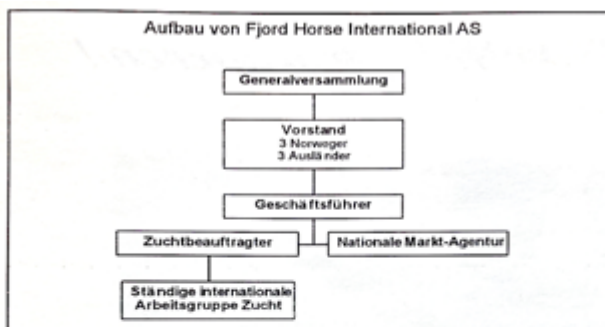 Aufbau von Fjord Horse International AS
Generalversammlung
Vorstand
3 Norweger
3 Ausländer
Geschäftsführer
Zuchtbeauftragter
Nationale Markt-Agentur
Ständige internationale
Arbeitsgruppe Zucht